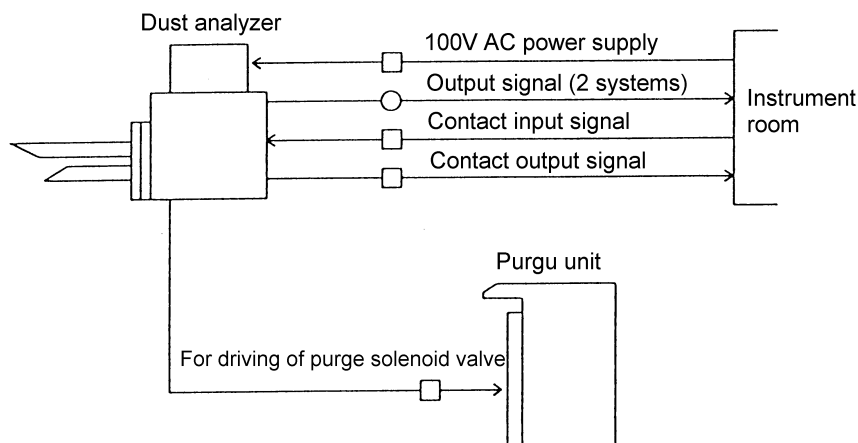 Dust analyzer
100V AC power supply
Output signal (2 systems)
Contact input signal
Contact output signal
Instrument
room
Purgu unit
For driving of purge solenoid valve